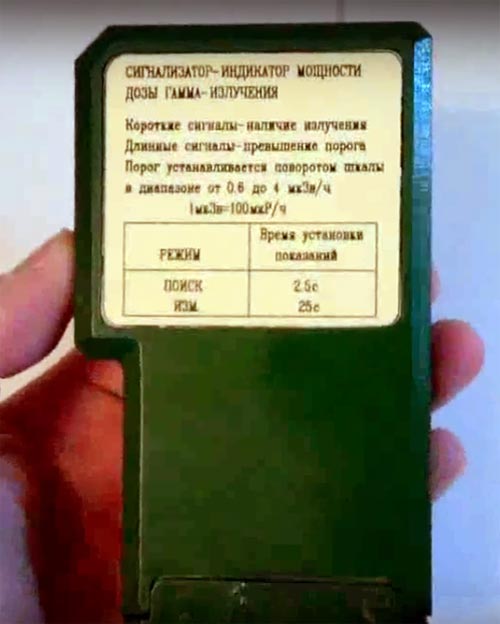 СИГНАЛИЗАТОР-ИНДИКАТОР МОЩНОСТИ
ДОЗЫ ГАММА-ИЗЛУЧЕНИЯ
Короткие сигналы-наличие излучения
Длинные сигналы-превышение порога
Порог устанавливается поворотом шкалы
в диапазоне от 0.6 до 4 мкЗв/ч
1мкЗв=100мкР/ч
РЕЖИМ
Время установки
показаний
ПОИСК 2.5с
ИЗМ. 25с